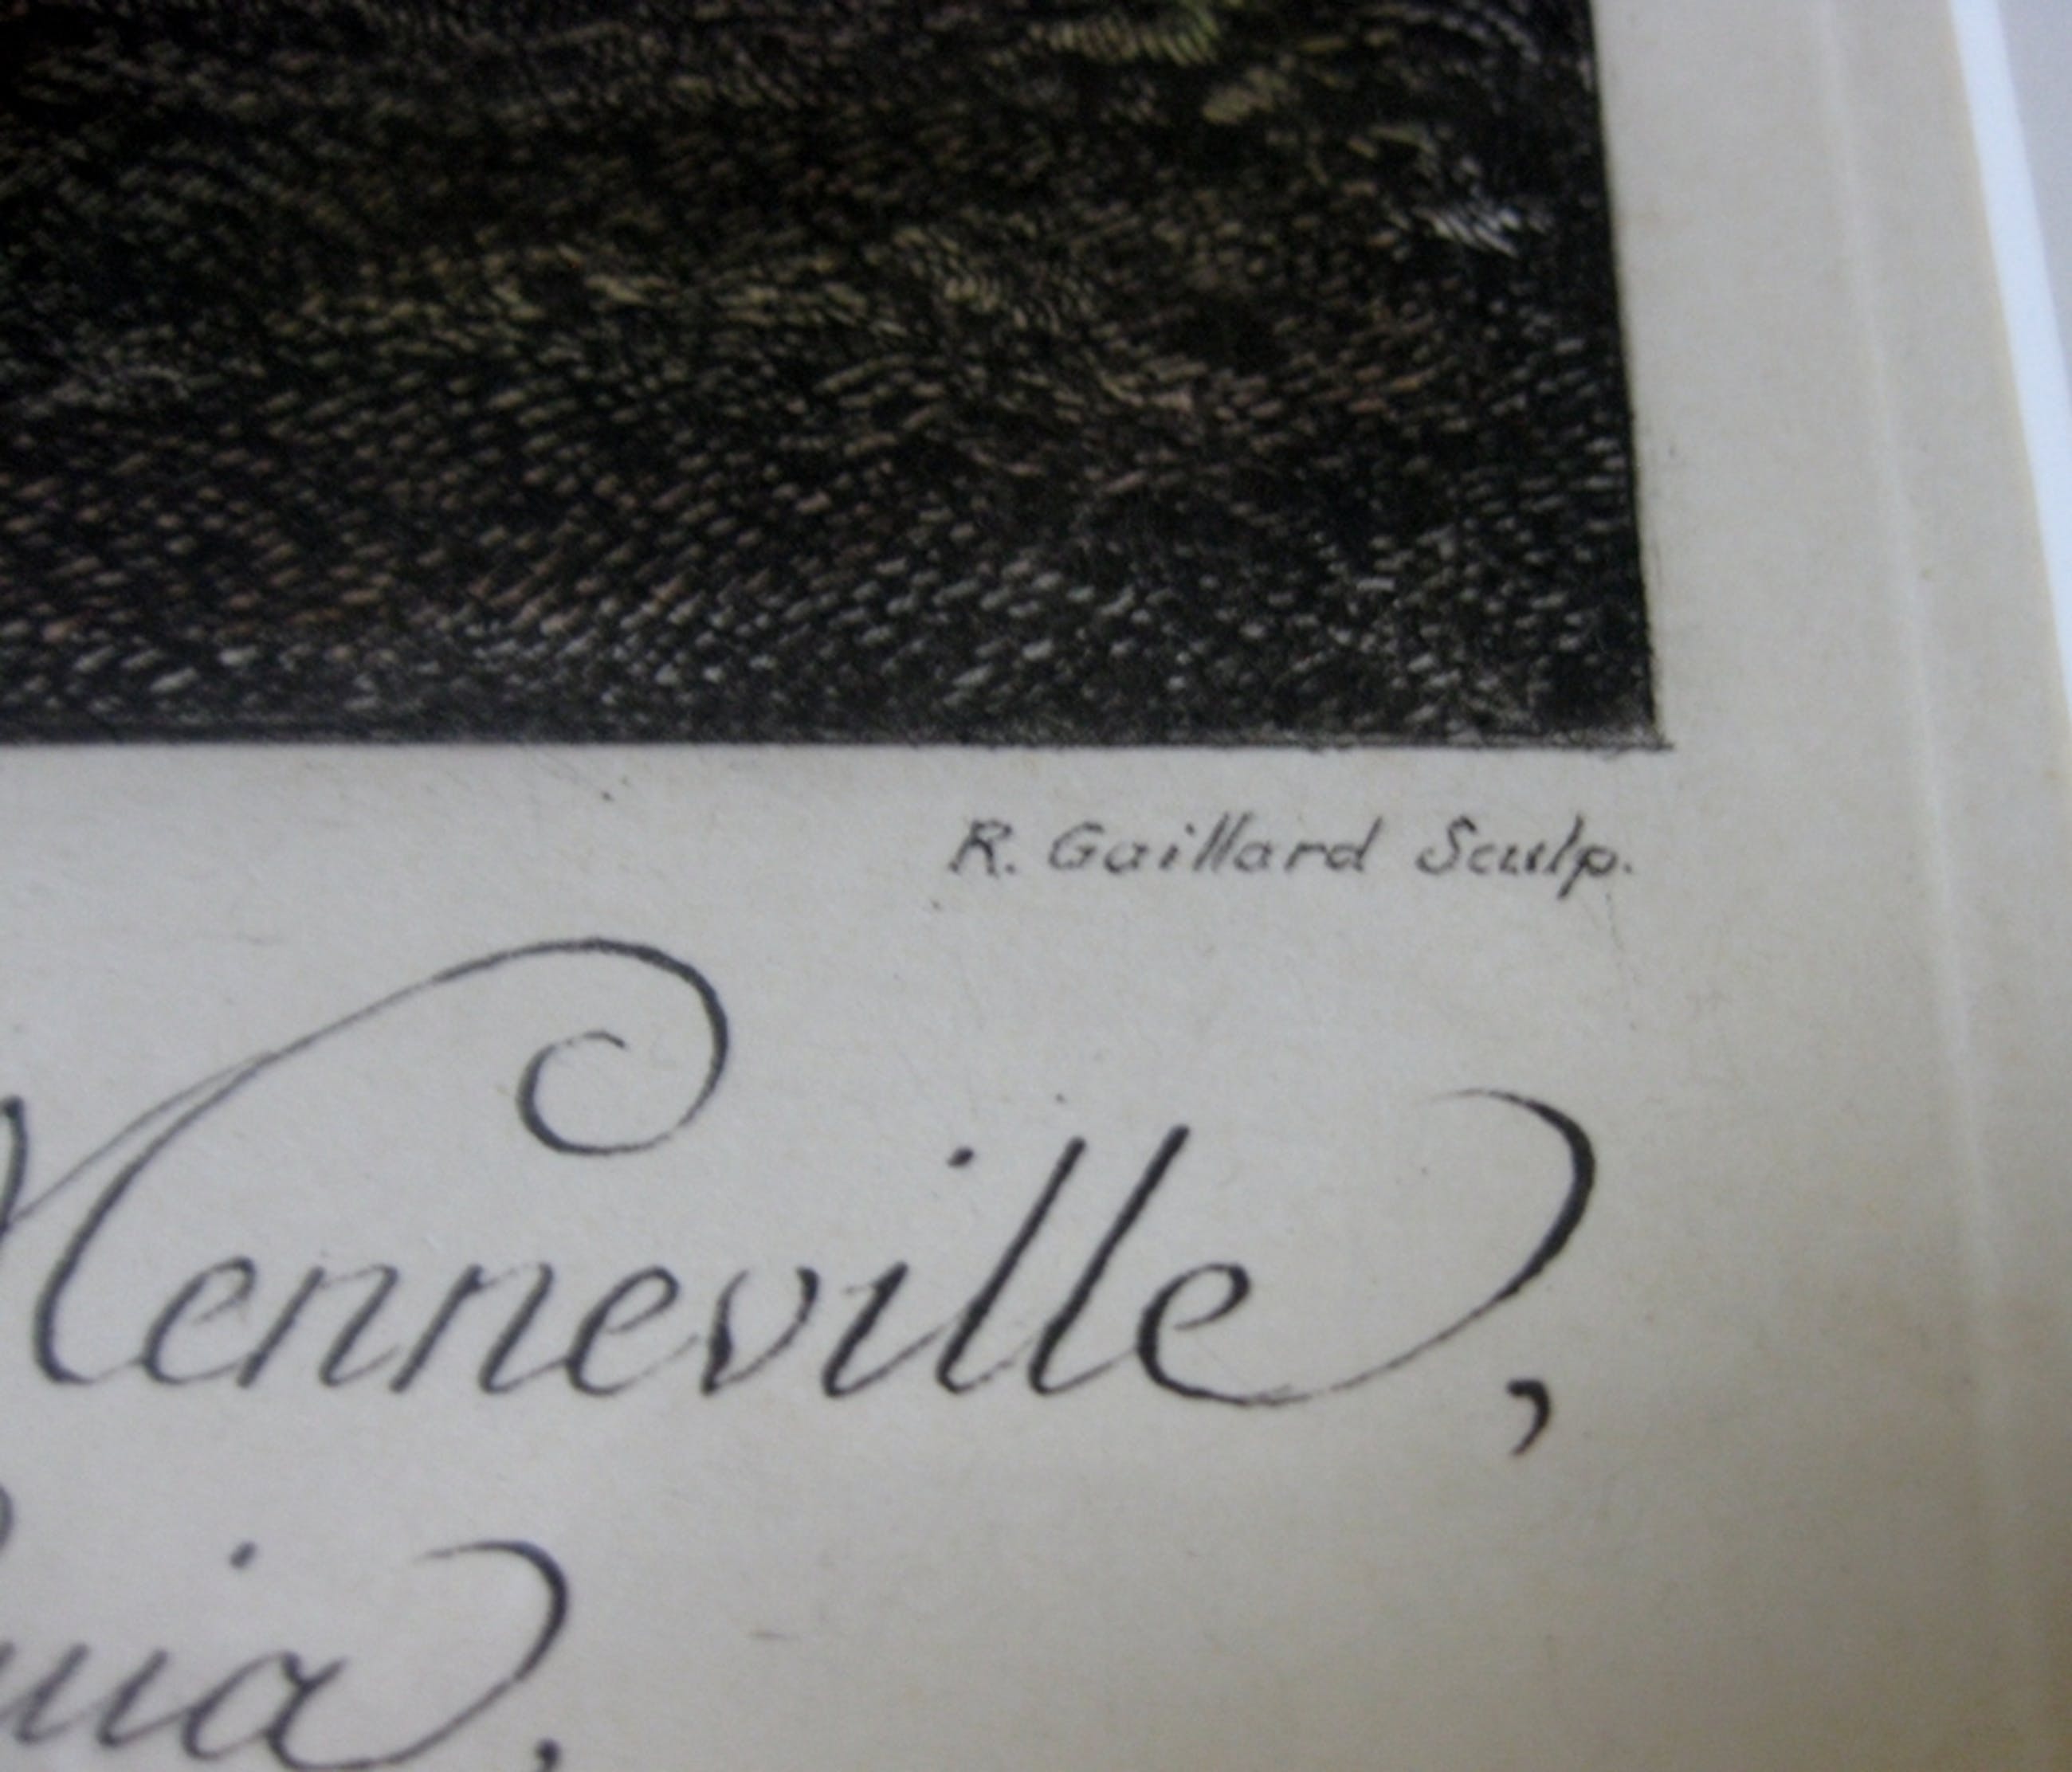 R. Gaillard Sculp.
Henneville,